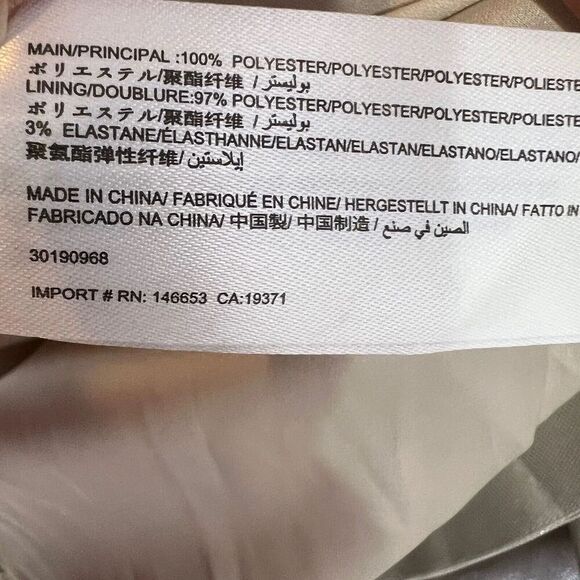 MAIN/PRINCIPAL :100% POLYESTER/POLYESTER/POLYESTER/POLIESTE
ポリエステル/聚酯纤维 / بوليستر
LINING/DOUBLURE:97% POLYESTER/POLYESTER/POLYESTER/POLIESTE
ポリエステル/聚酯纤维 / بوليستر
3% ELASTANE/ÉLASTHANNE/ELASTAN/ELASTAN/ELASTANO/ELASTANO/
聚氨酯弹性纤维/ إيلاستين
MADE IN CHINA/ FABRIQUÉ EN CHINE/ HERGESTELLT IN CHINA/ FATTO IN
FABRICADO NA CHINA/ 中国製/ 中国制造 / الصين في صنع
30190968
IMPORT # RN: 146653 CA:19371